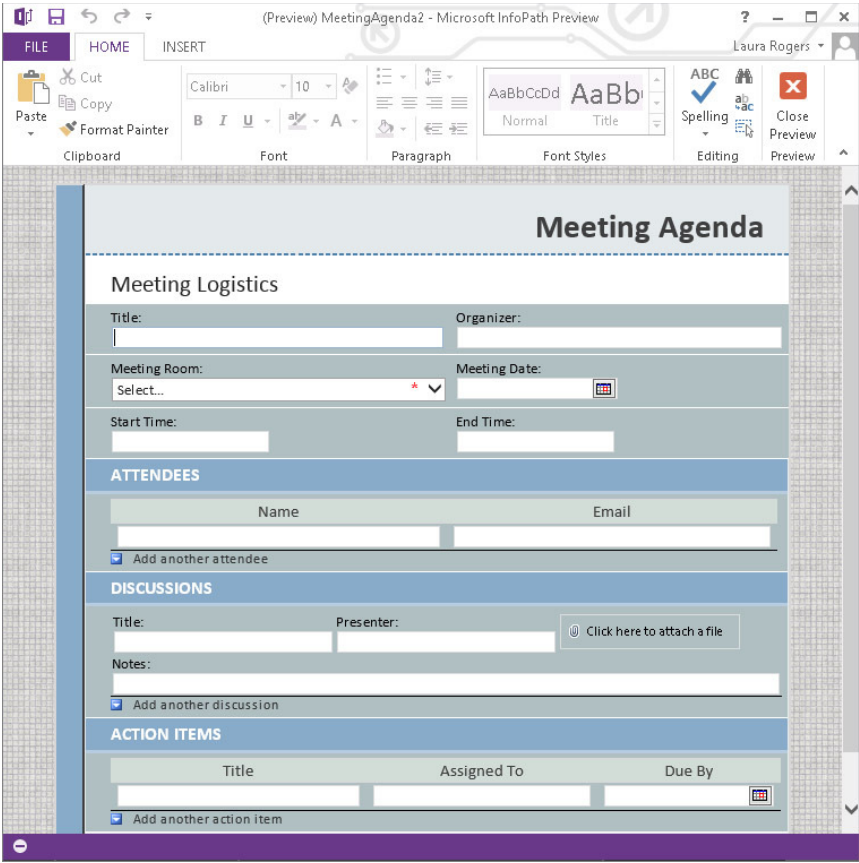 (Preview) MeetingAgenda2 - Microsoft InfoPath Preview
?
FILE HOME INSERT Laura Rogers
Paste
Cut
Copy
Format Painter
Clipboard
Calibri 10
B I U aby A
Font
Paragraph
AaBbCcDd AaBb
Normal Title
Font Styles
ABC
Spelling
ab
ac
Editing
Close
Preview
Preview
Meeting Agenda
Meeting Logistics
Title: Organizer:
Meeting Room: Meeting Date:
Select... *
Start Time: End Time:
ATTENDEES
Name Email
Add another attendee
DISCUSSIONS
Title: Presenter:
Click here to attach a file
Notes:
Add another discussion
ACTION ITEMS
Title Assigned To Due By
Add another action item